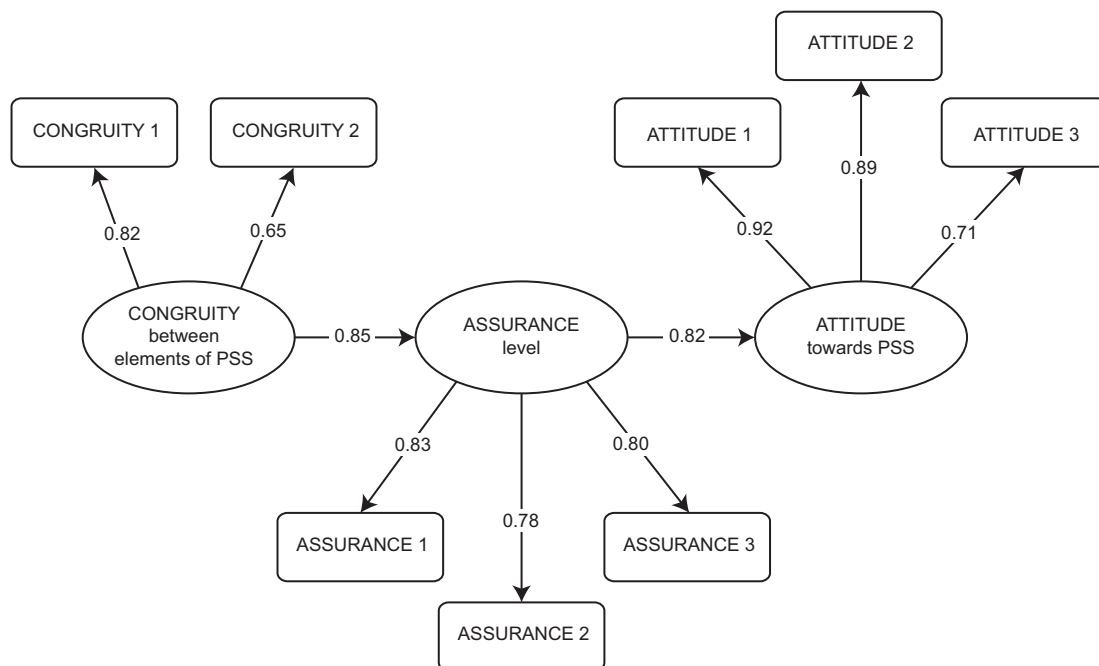 ATTITUDE 2
CONGRUITY 1
CONGRUITY 2
ATTITUDE 1
ATTITUDE 3
0.82
0.65
0.92
0.89
0.71
CONGRUITY
between
elements of PSS
0.85
ASSURANCE
level
0.82
ATTITUDE
towards PSS
0.83
0.78
0.80
ASSURANCE 1
ASSURANCE 3
ASSURANCE 2